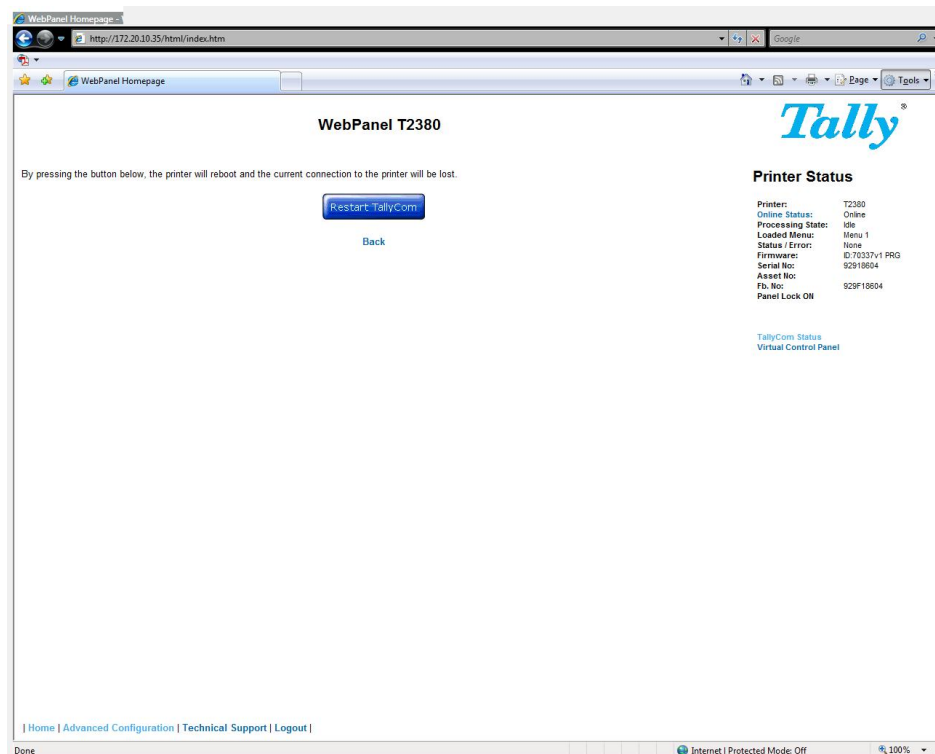 WebPanel Homepage -
http://172.20.10.35/html/index.htm
Google
WebPanel Homepage
Page
Tools
WebPanel T2380
Tally®
By pressing the button below, the printer will reboot and the current connection to the printer will be lost.
Restart TallyCom
Back
Printer Status
Printer: T2380
Online Status: Online
Processing State: Idle
Loaded Menu: Menu 1
Status / Error: None
Firmware: ID:70337v1 PRG
Serial No: 92918604
Asset No:
Fb. No: 929F18604
Panel Lock ON
TallyCom Status
Virtual Control Panel
| Home | Advanced Configuration | Technical Support | Logout |
Done
Internet | Protected Mode: Off
100%